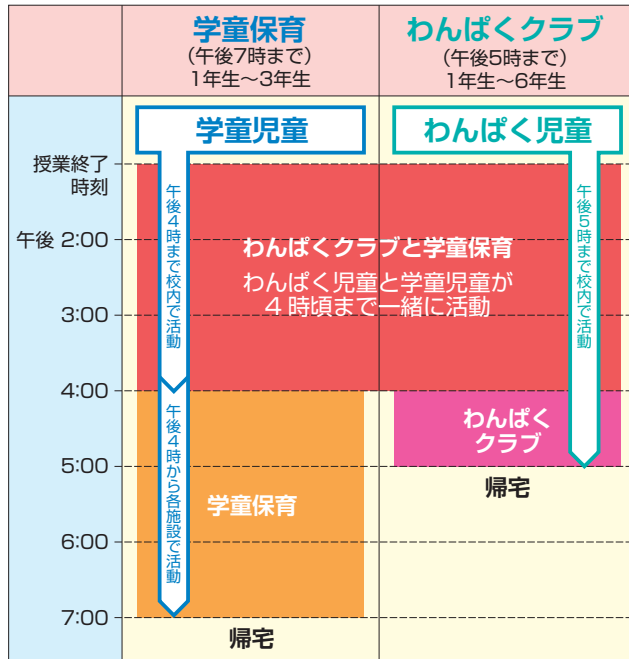 学童保育
(午後7時まで)
1年生～3年生
わんぱくクラブ
(午後5時まで)
1年生～6年生
学童児童
わんぱく児童
授業終了
時刻
午後 2:00
3:00
4:00
5:00
6:00
7:00
午後4時まで校内で活動
午後4時から各施設で活動
わんぱくクラブと学童保育
わんぱく児童と学童児童が
4 時頃まで一緒に活動
午後5時まで校内で活動
わんぱく
クラブ
帰宅
学童保育
帰宅